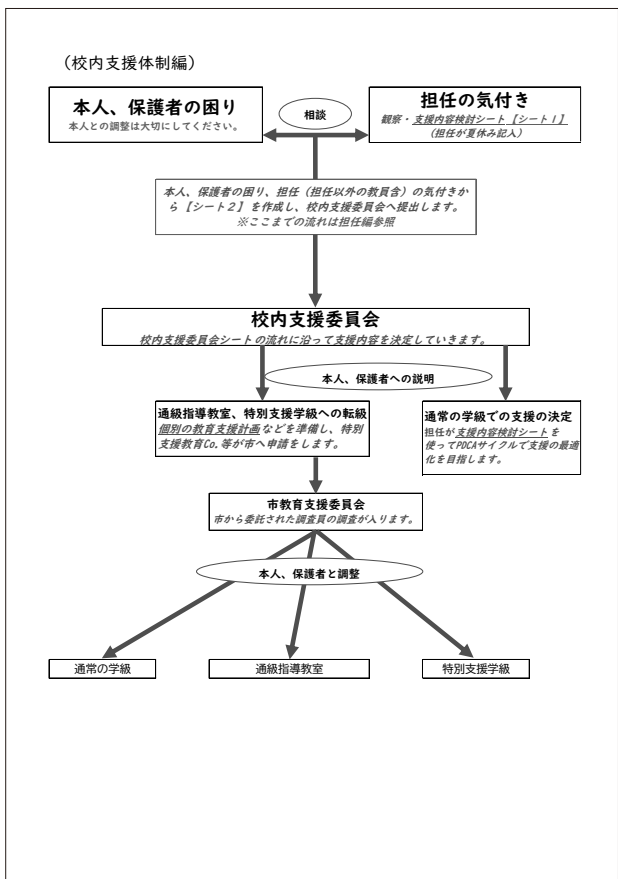 （校内支援体制編）
本人、保護者の困り
本人との調整は大切にしてください。
相談
担任の気付き
観察・支援内容検討シート【シート１】
（担任が夏休み記入）
本人、保護者の困り、担任（担任以外の教員含）の気付きか
ら【シート２】を作成し、校内支援委員会へ提出します。
※ここまでの流れは担任編参照
校内支援委員会
校内支援委員会シートの流れに沿って支援内容を決定していきます。
本人、保護者への説明
通級指導教室、特別支援学級への転級
個別の教育支援計画などを準備し、特別
支援教育Co.等が市へ申請をします。
通常の学級での支援の決定
担任が支援内容検討シートを
使ってPDCAサイクルで支援の最適
化を目指します。
市教育支援委員会
市から委託された調査員の調査が入ります。
本人、保護者と調整
通常の学級
通級指導教室
特別支援学級